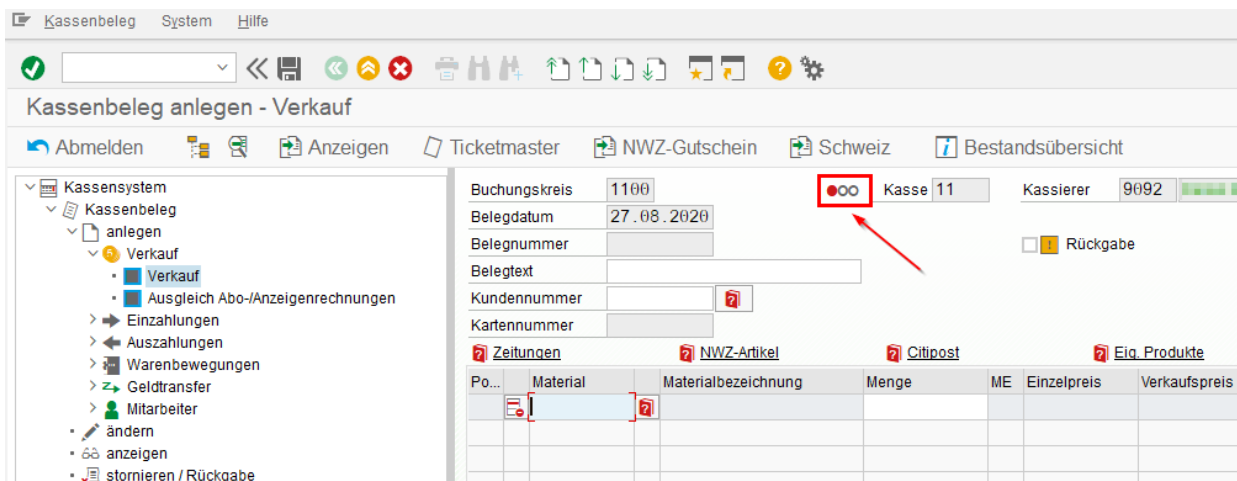 Kassenbeleg System Hilfe
Kassenbeleg anlegen - Verkauf
Abmelden Anzeigen Ticketmaster NWZ-Gutschein Schweiz Bestandsübersicht
Kassensystem
Kassenbeleg
anlegen
Verkauf
Verkauf
Ausgleich Abo-/Anzeigenrechnungen
Einzahlungen
Auszahlungen
Warenbewegungen
Geldtransfer
Mitarbeiter
ändern
anzeigen
stornieren / Rückgabe
Buchungskreis 1100 Kasse 11 Kassierer 9092
Belegdatum 27.08.2020
Belegnummer Rückgabe
Belegtext
Kundennummer
Kartennummer
Zeitungen NWZ-Artikel Citipost Eig. Produkte
Po... Material Materialbezeichnung Menge ME Einzelpreis Verkaufspreis